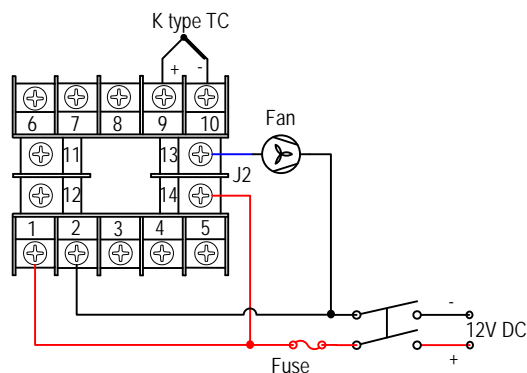 K type TC
+ -
6 7 8 9 10
Fan
11 13
J2
12 14
1 2 3 4 5
-
12V DC
+
Fuse